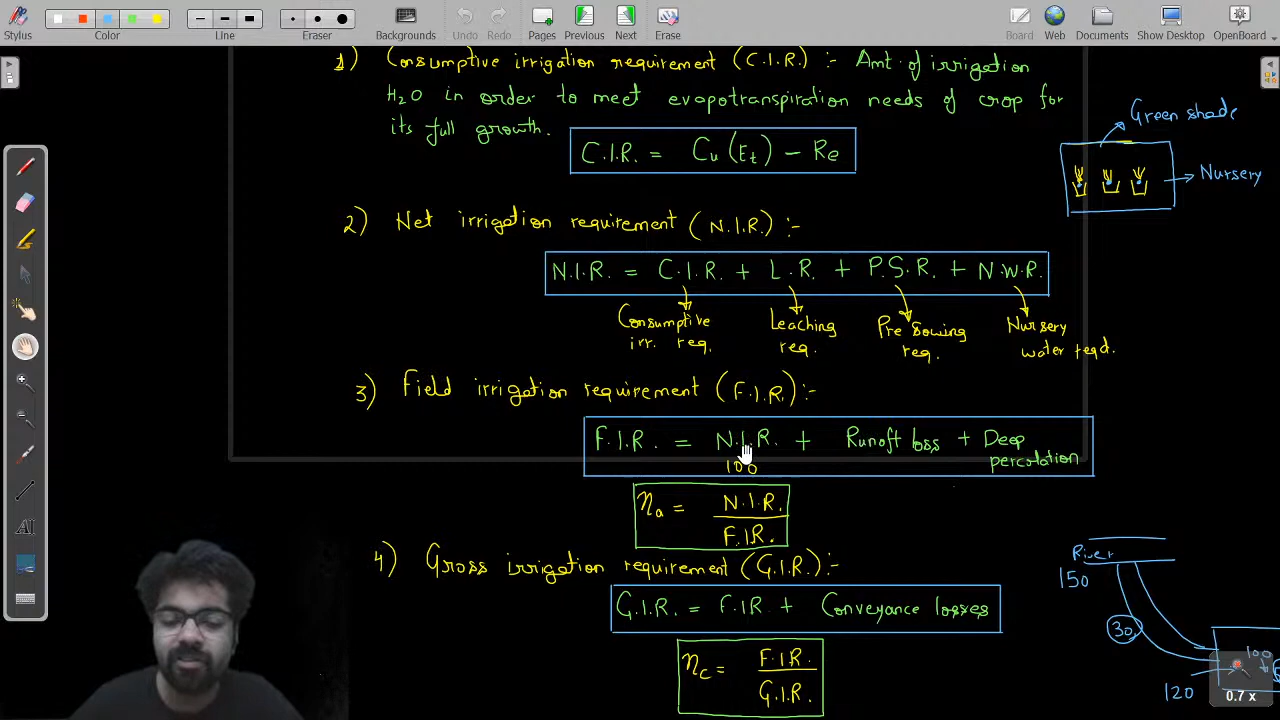 Stylus
Color
Line
Eraser
Backgrounds
Undo
Redo
Pages
Previous
Next
Erase
Board
Web
Documents
Show Desktop
OpenBoard
1) Consumptive irrigation requirement (C.I.R.) :- Amt. of irrigation
H2O in order to meet evapotranspiration needs of crop for
its full growth.
C.I.R. = Cu (Et) - Re
Green shade
Nursery
2) Net irrigation requirement (N.I.R.) :-
N.I.R. = C.I.R. + L.R. + P.S.R. + N.W.R.
Consumptive
irr. req.
Leaching
req.
Pre Sowing
req.
Nursery
water reqd.
3) Field irrigation requirement (F.I.R.) :-
F.I.R. = N.I.R. + Runoff loss + Deep
percolation
100
ηa = N.I.R.
F.I.R.
4) Gross irrigation requirement (G.I.R.) :-
G.I.R. = F.I.R + Conveyance losses
ηc = F.I.R.
G.I.R.
River
150
30
100
120
0.7 x